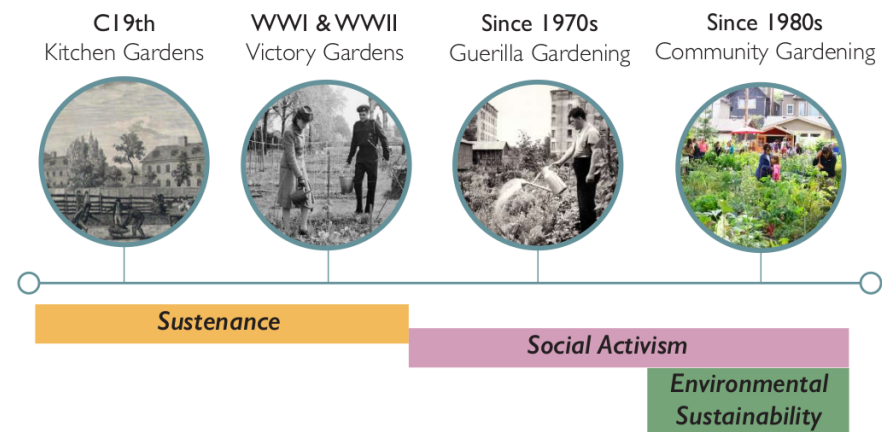 C19th
Kitchen Gardens
WWI & WWII
Victory Gardens
Since 1970s
Guerilla Gardening
Since 1980s
Community Gardening
Sustenance
Social Activism
Environmental
Sustainability